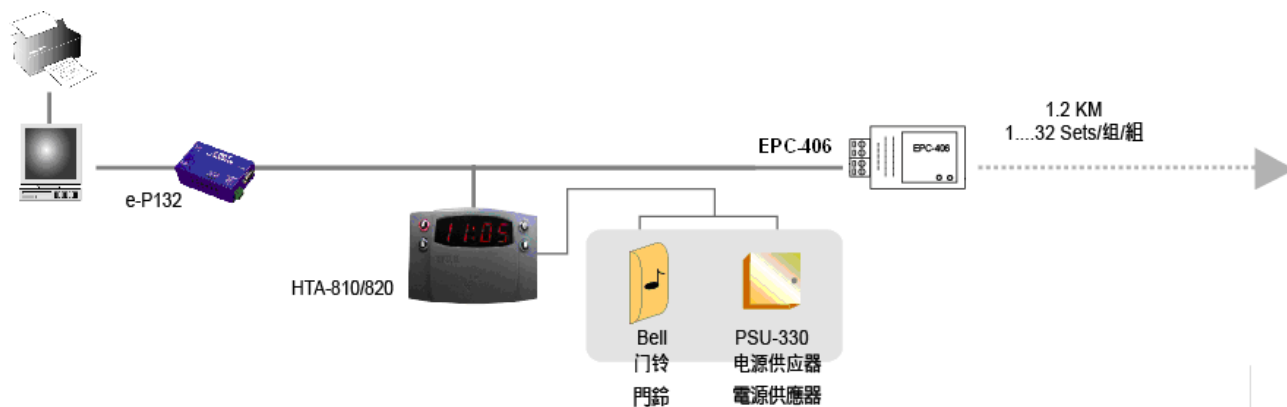 1.2 KM
1....32 Sets/组/組
EPC-406
EPC-406
e-P132
11:05
HTA-810/820
Bell
门铃
門鈴
PSU-330
电源供应器
電源供應器